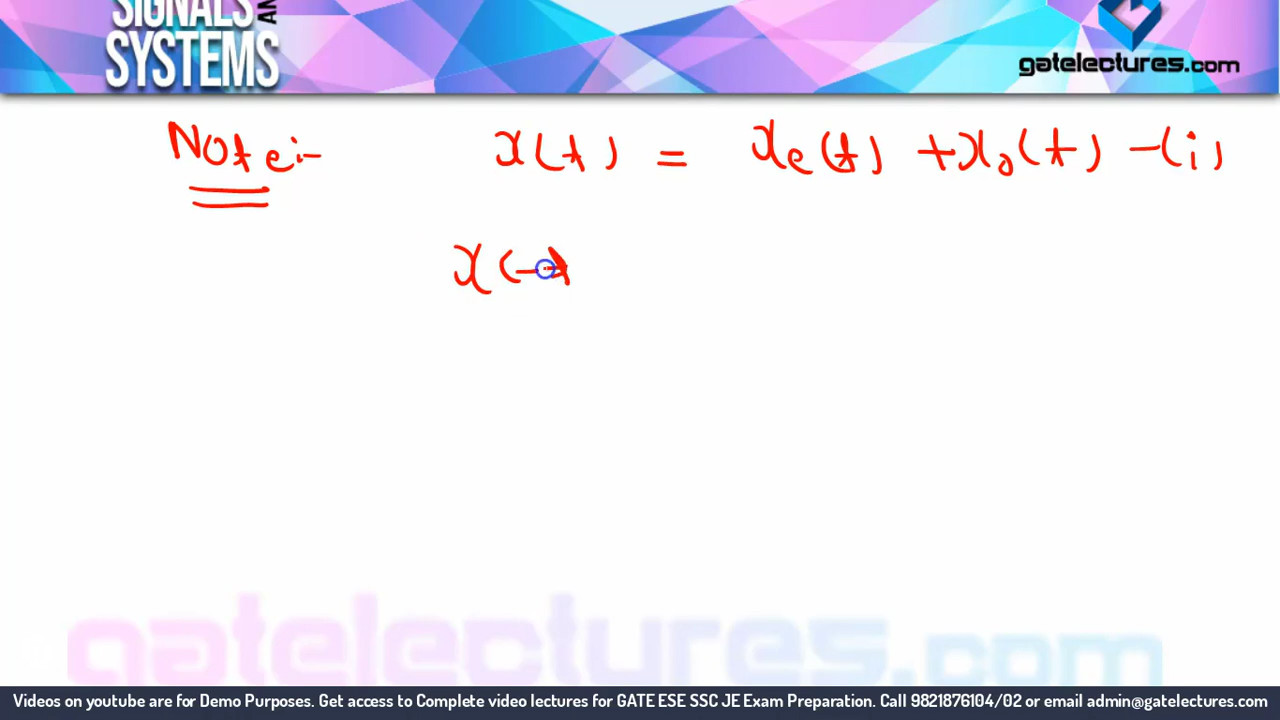 SIGNALS AND
SYSTEMS
gatelectures.com
Note:- x(t) = xe(t) + xo(t) -(i)
x(-t
gatelectures.com
Videos on youtube are for Demo Purposes. Get access to Complete video lectures for GATE ESE SSC JE Exam Preparation. Call 9821876104/02 or email admin@gatelectures.com